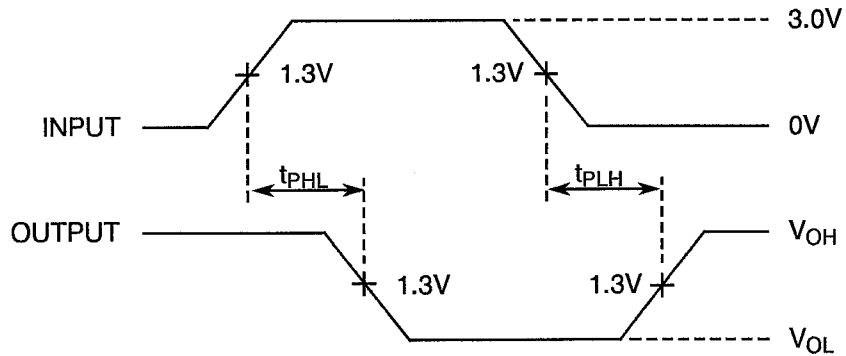 3.0V
1.3V 1.3V
INPUT 0V
tPHL tPLH
OUTPUT VOH
1.3V 1.3V
VOL